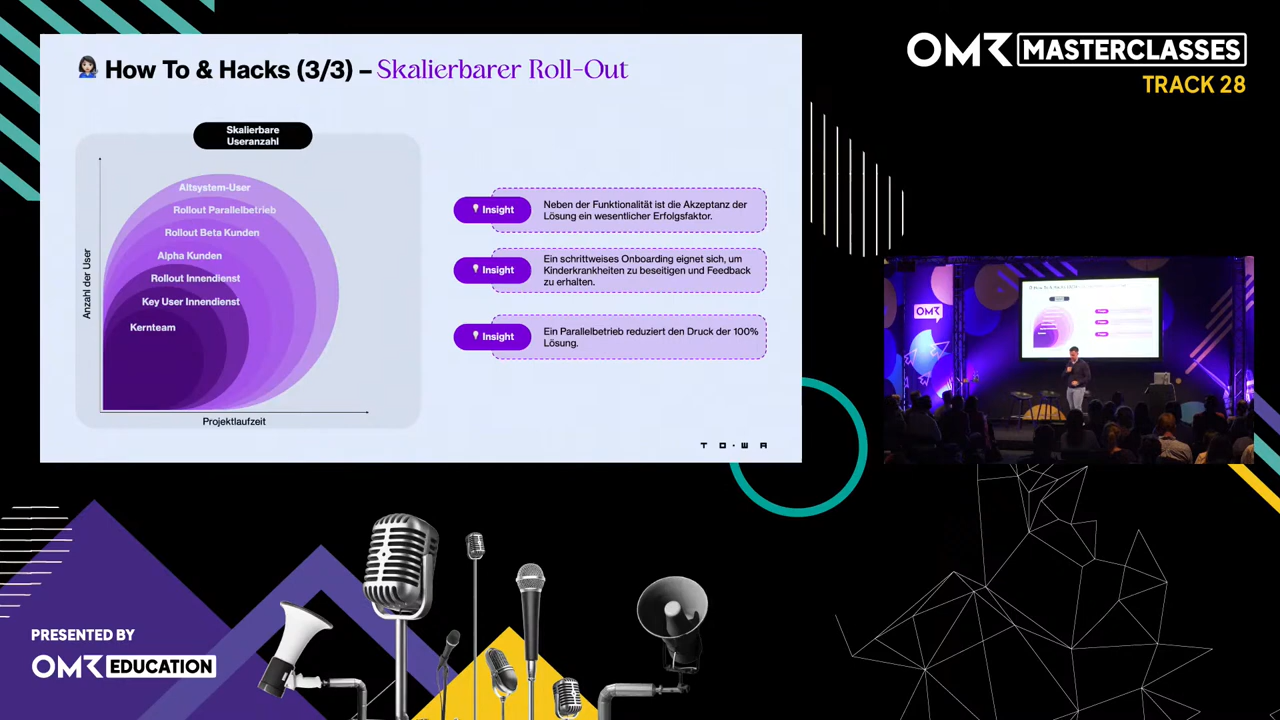 How To & Hacks (3/3) – Skalierbarer Roll-Out
Skalierbare
Useranzahl
Altsystem-User
Rollout Parallelbetrieb
Rollout Beta Kunden
Alpha Kunden
Rollout Innendienst
Key User Innendienst
Kernteam
Anzahl der User
Projektlaufzeit
Insight
Neben der Funktionalität ist die Akzeptanz der
Lösung ein wesentlicher Erfolgsfaktor.
Insight
Ein schrittweises Onboarding eignet sich, um
Kinderkrankheiten zu beseitigen und Feedback
zu erhalten.
Insight
Ein Parallelbetrieb reduziert den Druck der 100%
Lösung.
TO·WA
OMR MASTERCLASSES
TRACK 28
OMR
PRESENTED BY
OMR EDUCATION